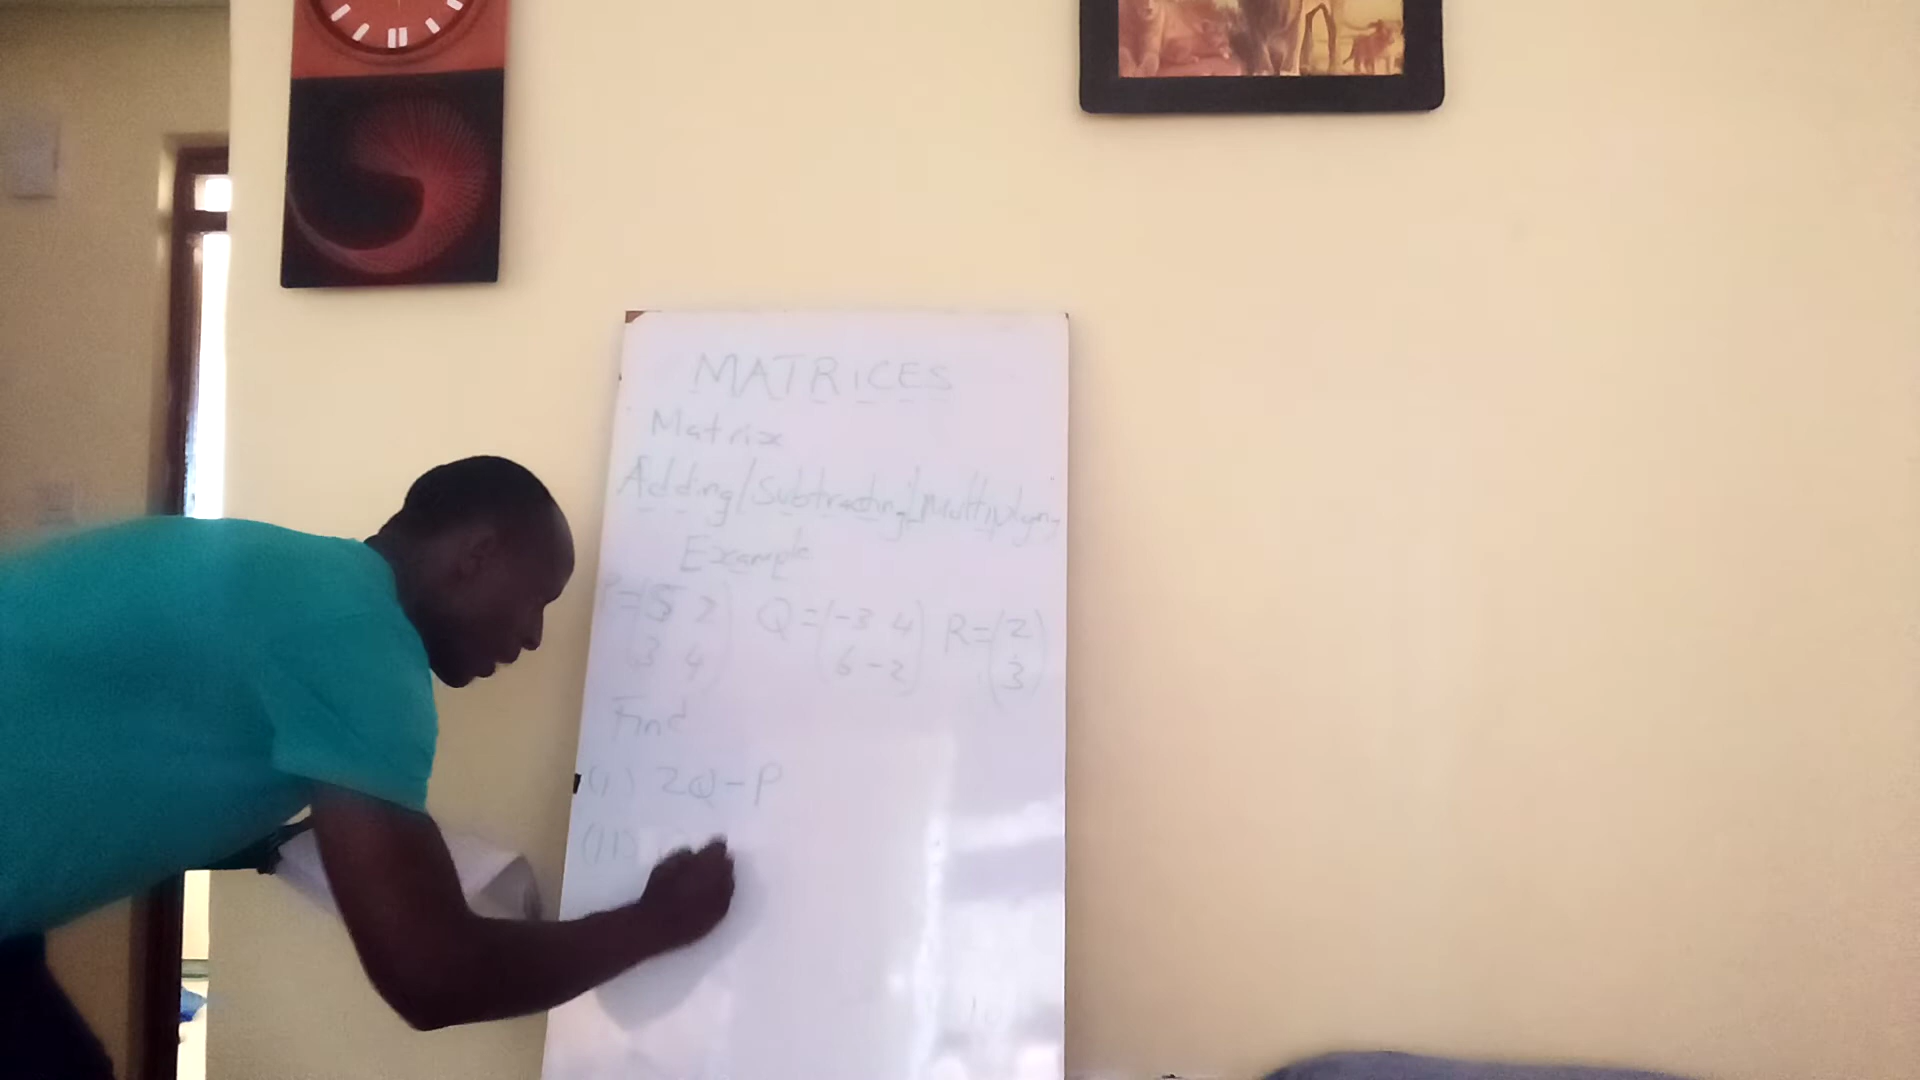 MATRICES
Matrix
Adding/Subtracting/Multiplying
Example
P=(5 2 Q=(-3 4) R=(2)
3 4) 6 -2) (3)
Find
(i) 2Q-P
(ii)